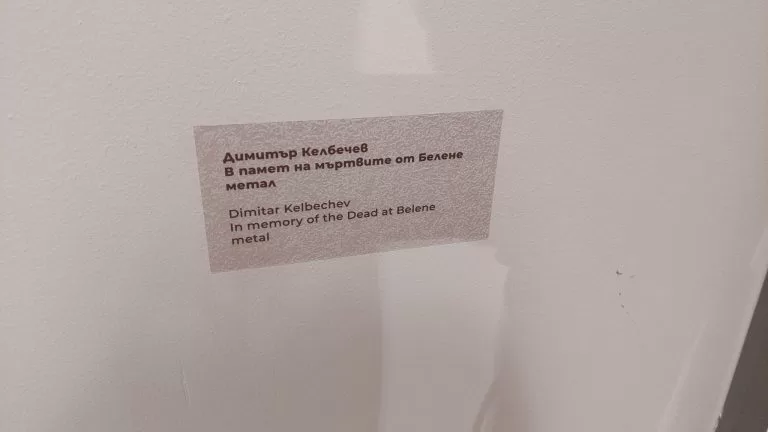 Димитър Келбечев
В памет на мъртвите от Белене
метал
Dimitar Kelbechev
In memory of the Dead at Belene
metal